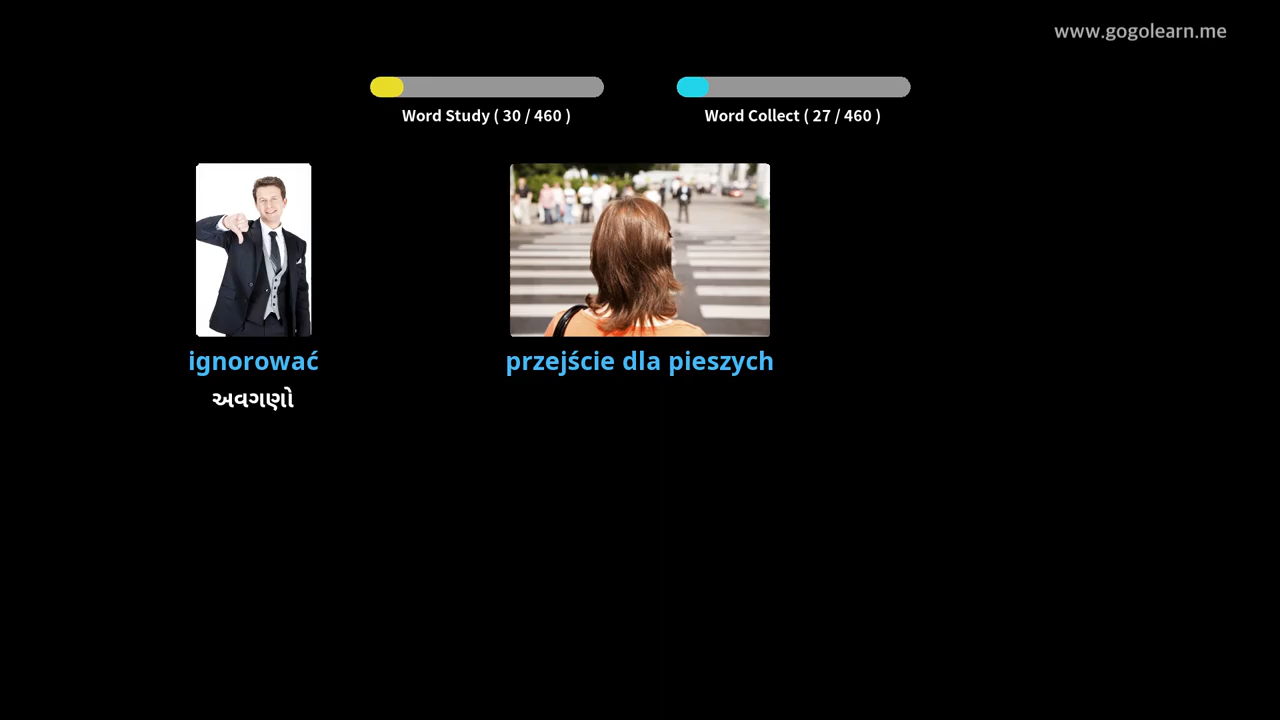 www.gogolearn.me
Word Study ( 30 / 460 )
Word Collect ( 27 / 460 )
ignorować
przejście dla pieszych
અવગણો